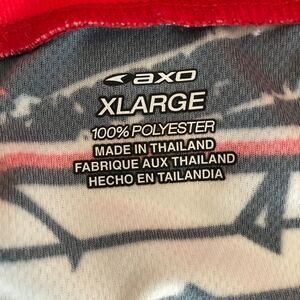 axo
XLARGE
100% POLYESTER
MADE IN THAILAND
FABRIQUE AUX THAILAND
HECHO EN TAILANDIA